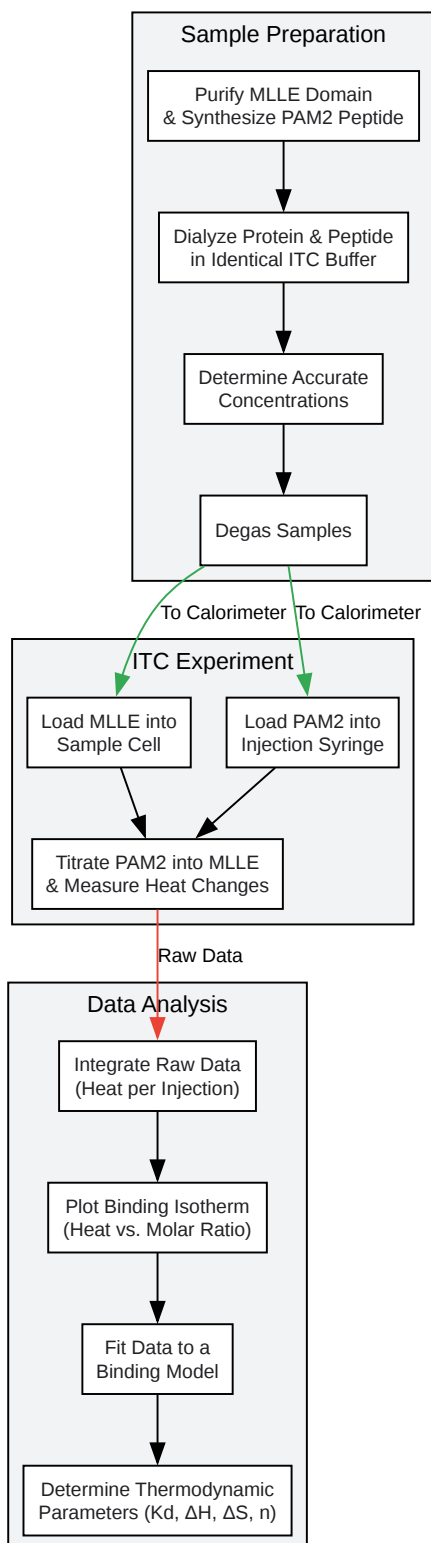 Sample Preparation
Purify MLLE Domain
& Synthesize PAM2 Peptide
Dialyze Protein & Peptide
in Identical ITC Buffer
Determine Accurate
Concentrations
Degas Samples
To Calorimeter
To Calorimeter
ITC Experiment
Load MLLE into
Sample Cell
Load PAM2 into
Injection Syringe
Titrate PAM2 into MLLE
& Measure Heat Changes
Raw Data
Data Analysis
Integrate Raw Data
(Heat per Injection)
Plot Binding Isotherm
(Heat vs. Molar Ratio)
Fit Data to a
Binding Model
Determine Thermodynamic
Parameters (Kd, ΔH, ΔS, n)